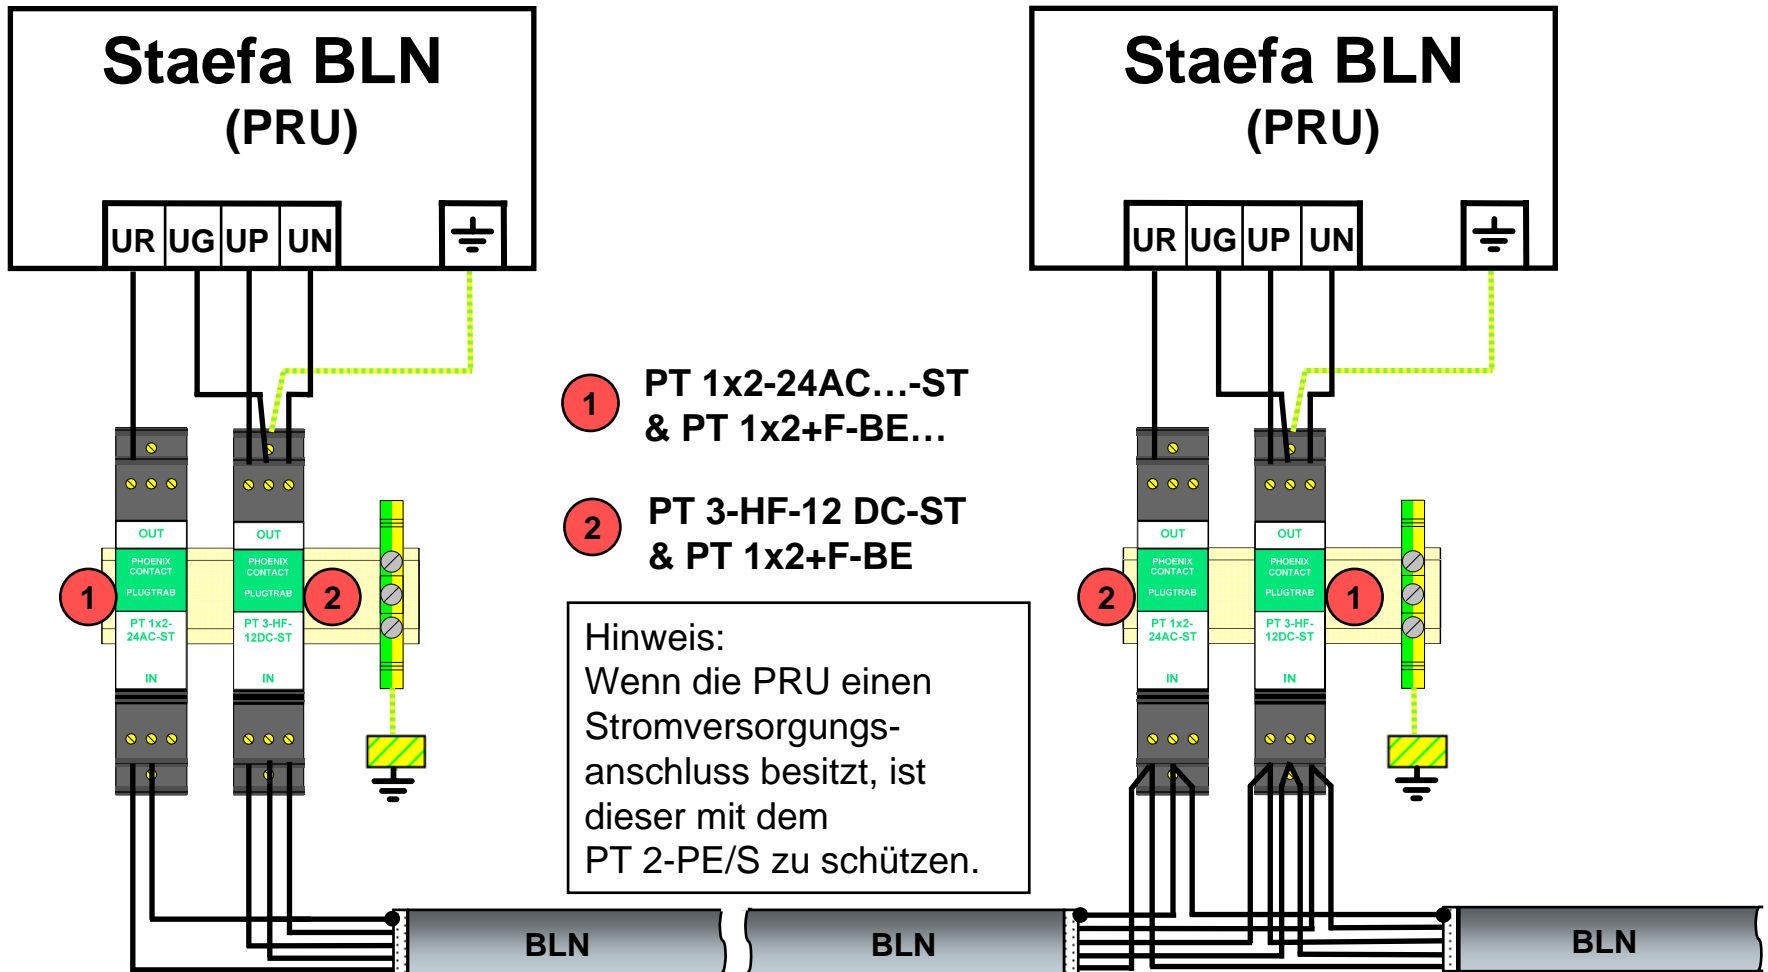 Staefa BLN
(PRU)
UR UG UP UN
Staefa BLN
(PRU)
UR UG UP UN
1 PT 1x2-24AC...-ST
& PT 1x2+F-BE...
2 PT 3-HF-12 DC-ST
& PT 1x2+F-BE
Hinweis:
Wenn die PRU einen
Stromversorgungs-
anschluss besitzt, ist
dieser mit dem
PT 2-PE/S zu schützen.
OUT
PHOENIX
CONTACT
PLUGTRAB
PT 1x2-
24AC-ST
IN
1
OUT
PHOENIX
CONTACT
PLUGTRAB
PT 3-HF-
12DC-ST
IN
2
OUT
PHOENIX
CONTACT
PLUGTRAB
PT 1x2-
24AC-ST
IN
2
OUT
PHOENIX
CONTACT
PLUGTRAB
PT 3-HF-
12DC-ST
IN
1
BLN
BLN
BLN